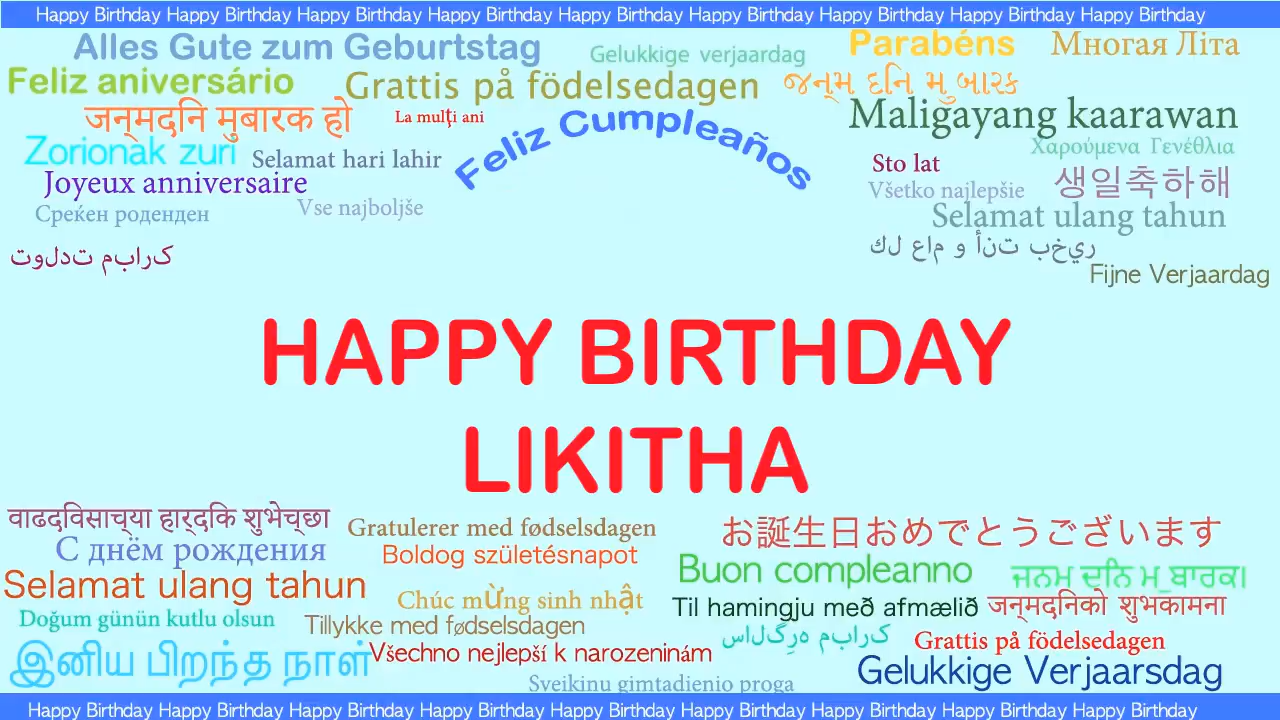 Happy Birthday Happy Birthday Happy Birthday Happy Birthday Happy Birthday Happy Birthday Happy Birthday Happy Birthday Happy Birthday
Alles Gute zum Geburtstag
Gelukkige verjaardag
Parabéns
Многая Літа
Feliz aniversário
Grattis på födelsedagen
જન્મ દિન મુબારક
जन्मदिन मुबारक हो
La mulţi ani
Feliz Cumpleaños
Maligayang kaarawan
Zorionak zuri
Selamat hari lahir
Χαρούμενα Γενέθλια
Sto lat
Joyeux anniversaire
Všetko najlepšie
생일축하해
Среќен роденден
Vse najboljše
Selamat ulang tahun
تولدت مبارک
كل عام و أنت بخير
Fijne Verjaardag
HAPPY BIRTHDAY
LIKITHA
वाढदिवसाच्या हार्दिक शुभेच्छा
Gratulerer med fødselsdagen
お誕生日おめでとうございます
С днём рождения
Boldog születésnapot
Buon compleanno
ਜਨਮ ਦਿਨ ਮੁਬਾਰਕ।
Selamat ulang tahun
Chúc mừng sinh nhật
Til hamingju með afmælið
जन्मदिनको शुभकामना
Doğum günün kutlu olsun
Tillykke med fødselsdagen
سالگرہ مبارک
Grattis på födelsedagen
இனிய பிறந்த நாள்
Všechno nejlepší k narozeninám
Gelukkige Verjaarsdag
Sveikinu gimtadienio proga
Happy Birthday Happy Birthday Happy Birthday Happy Birthday Happy Birthday Happy Birthday Happy Birthday Happy Birthday Happy Birthday